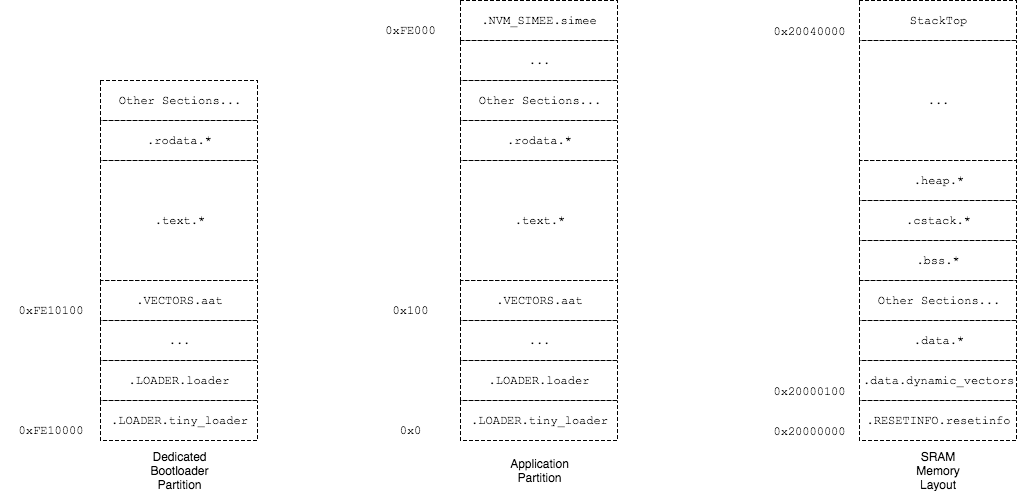 Other Sections...
.rodata.*
.text.*
0xFE10100
.VECTORS.aat
...
.LOADER.loader
0xFE10000
.LOADER.tiny_loader
Dedicated
Bootloader
Partition
0xFE000
.NVM_SIMEE.simee
...
Other Sections...
.rodata.*
.text.*
0x100
.VECTORS.aat
...
.LOADER.loader
0x0
.LOADER.tiny_loader
Application
Partition
0x20040000
StackTop
...
.heap.*
.cstack.*
.bss.*
Other Sections...
.data.*
0x20000100
.data.dynamic_vectors
0x20000000
.RESETINFO.resetinfo
SRAM
Memory
Layout